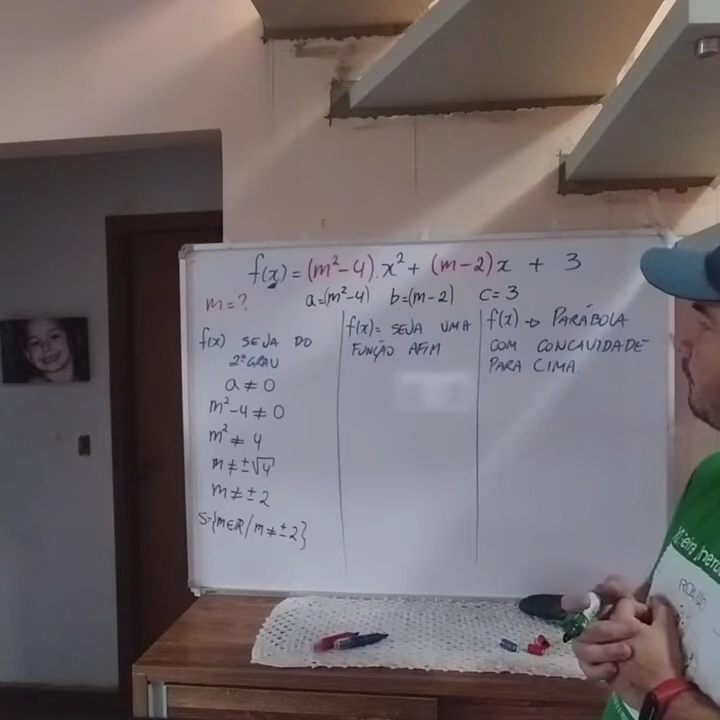 f(x) = (m²-4).x² + (m-2)x + 3
m=? a=(m²-4) b=(m-2) c=3
f(x) SEJA DO
2º GRAU
a ≠ 0
m²-4 ≠ 0
m² ≠ 4
m ≠ ±√4
m ≠ ±2
S={m∈R/m≠±2}
f(x)= SEJA UMA
FUNÇÃO AFIM
f(x) → PARÁBOLA
COM CONCAVIDADE
PARA CIMA.